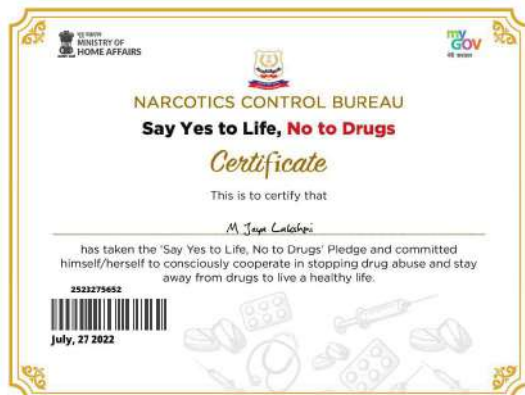 MINISTRY OF
HOME AFFAIRS
my
GOV
मेरी सरकार
NARCOTICS CONTROL BUREAU
Say Yes to Life, No to Drugs
Certificate
This is to certify that
M Jaya Lakshmi
has taken the 'Say Yes to Life, No to Drugs' Pledge and committed
himself/herself to consciously cooperate in stopping drug abuse and stay
away from drugs to live a healthy life.
2523275652
July, 27 2022